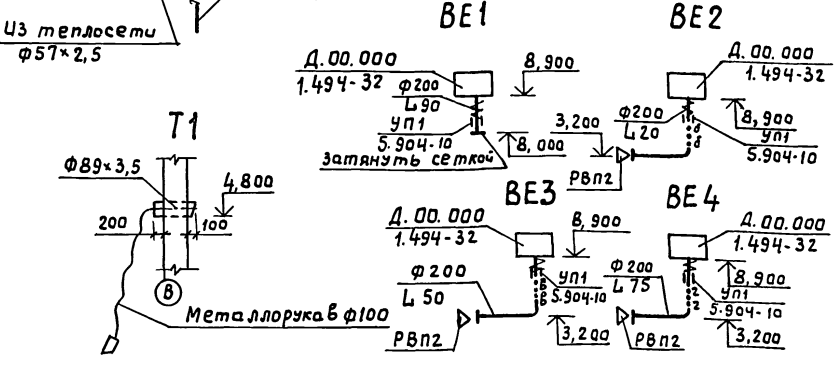 Из теплосети
ф57×2,5
Т1
ф89×3,5
4,800
200
100
В
Металлорукав ф100
ВЕ1
Д.00.000
1.494-32
8,900
ф200
L90
УП1
5.904-10
8,000
затянуть сеткой
ВЕ2
Д.00.000
1.494-32
ф200
L20
8,900
УП1
5.904-10
3,200
б
б
РВП2
ВЕ3
Д.00.000
1.494-32
8,900
ф200
L50
УП1
5.904-10
в
в
в
РВП2
3,200
ВЕ4
Д.00.000
1.494-32
ф200
L75
8,900
УП1
5.904-10
г
г
РВП2
3,200